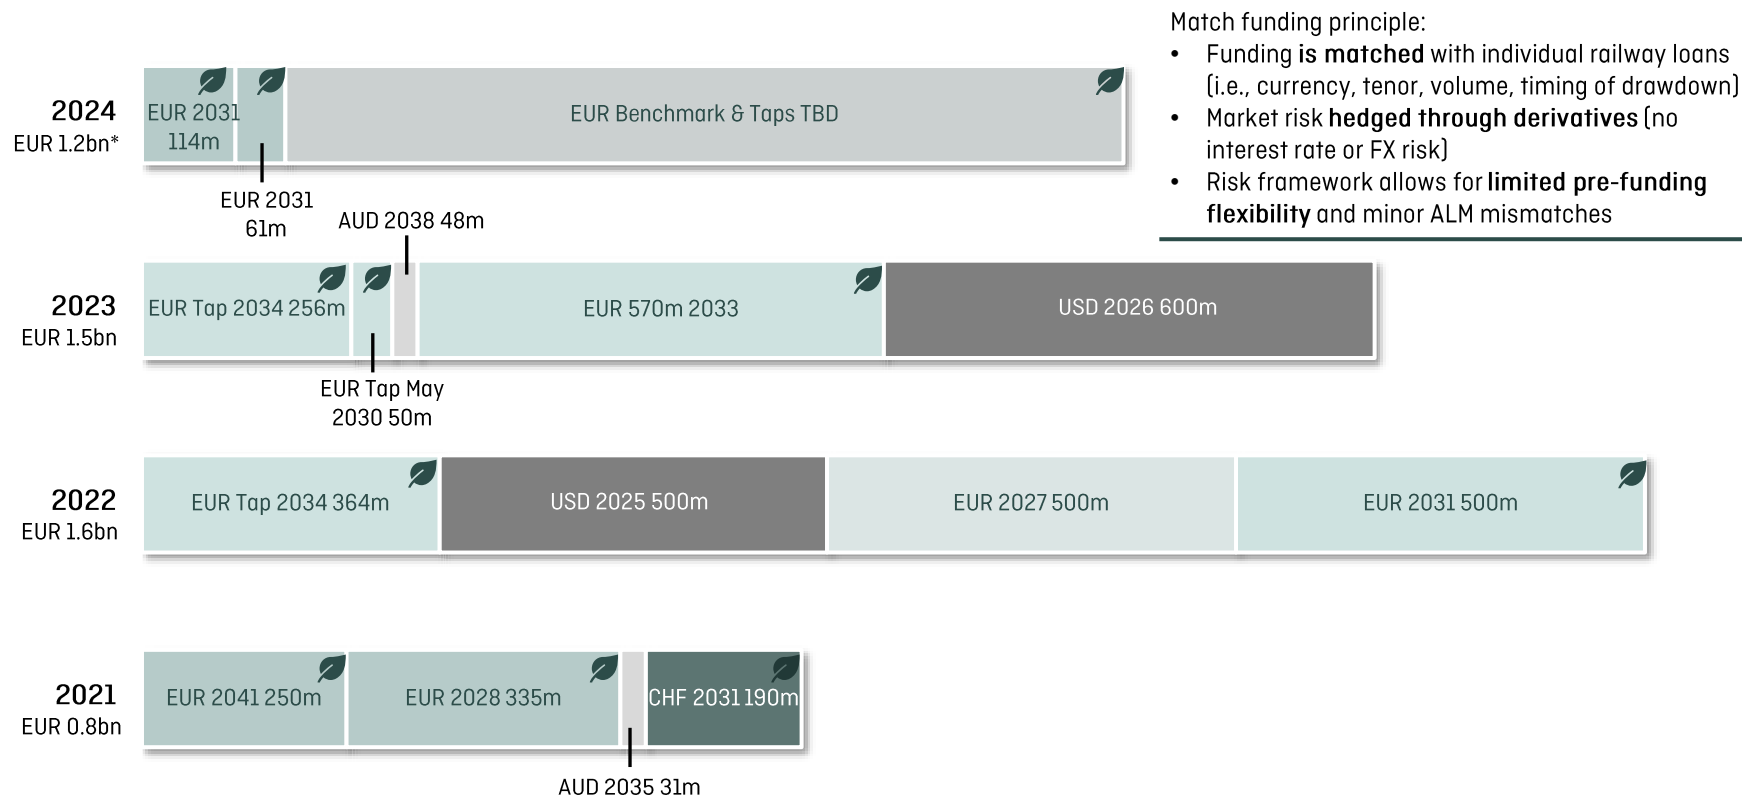 Match funding principle:
• Funding is matched with individual railway loans
(i.e., currency, tenor, volume, timing of drawdown)
• Market risk hedged through derivatives (no
interest rate or FX risk)
• Risk framework allows for limited pre-funding
flexibility and minor ALM mismatches
2024
EUR 1.2bn*
EUR 2031
114m
EUR Benchmark & Taps TBD
EUR 2031
61m
AUD 2038 48m
2023
EUR 1.5bn
EUR Tap 2034 256m
EUR 570m 2033
USD 2026 600m
EUR Tap May
2030 50m
2022
EUR 1.6bn
EUR Tap 2034 364m
USD 2025 500m
EUR 2027 500m
EUR 2031 500m
2021
EUR 0.8bn
EUR 2041 250m
EUR 2028 335m
CHF 2031 190m
AUD 2035 31m